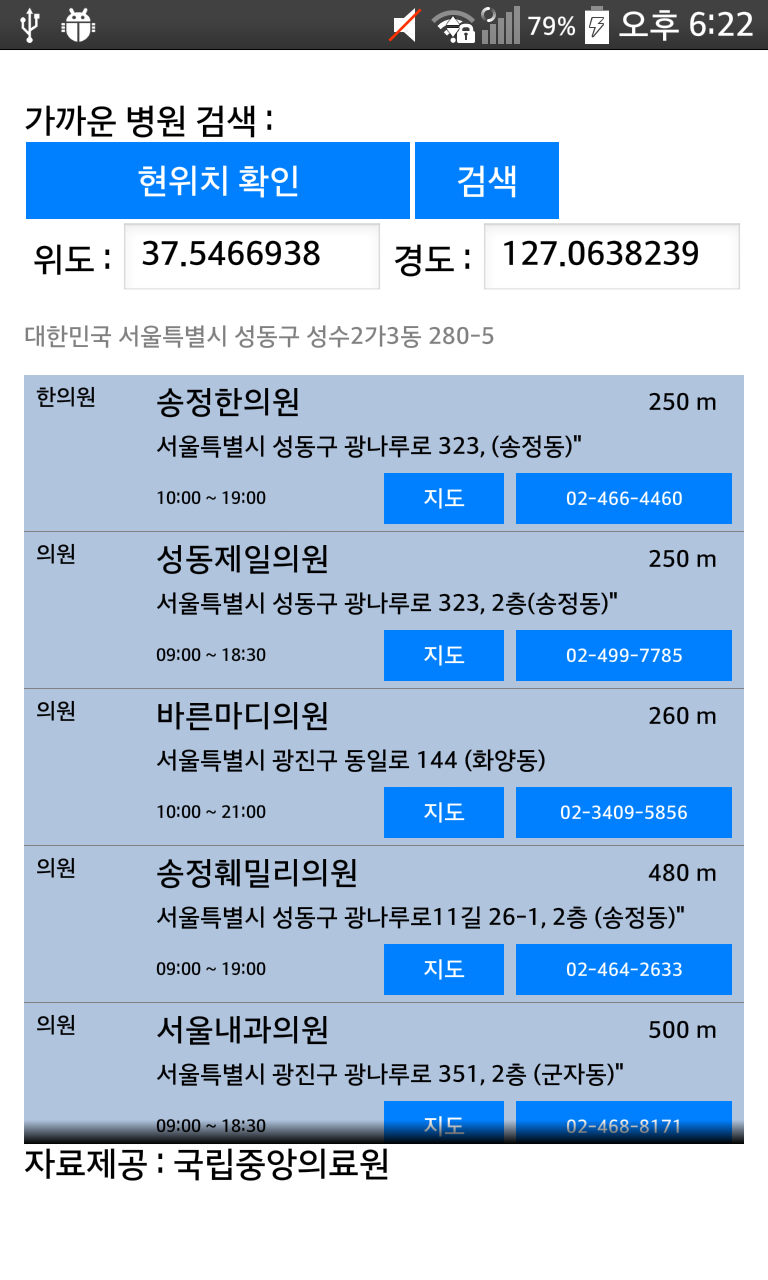 79% 오후 6:22
가까운 병원 검색 :
현위치 확인 검색
위도 : 37.5466938 경도 : 127.0638239
대한민국 서울특별시 성동구 성수2가3동 280-5
한의원 송정한의원 250 m
서울특별시 성동구 광나루로 323, (송정동)"
10:00 ~ 19:00 지도 02-466-4460
의원 성동제일의원 250 m
서울특별시 성동구 광나루로 323, 2층(송정동)"
09:00 ~ 18:30 지도 02-499-7785
의원 바른마디의원 260 m
서울특별시 광진구 동일로 144 (화양동)
10:00 ~ 21:00 지도 02-3409-5856
의원 송정훼밀리의원 480 m
서울특별시 성동구 광나루로11길 26-1, 2층 (송정동)"
09:00 ~ 19:00 지도 02-464-2633
의원 서울내과의원 500 m
서울특별시 광진구 광나루로 351, 2층 (군자동)"
09:00 ~ 18:30 지도 02-468-8171
자료제공 : 국립중앙의료원